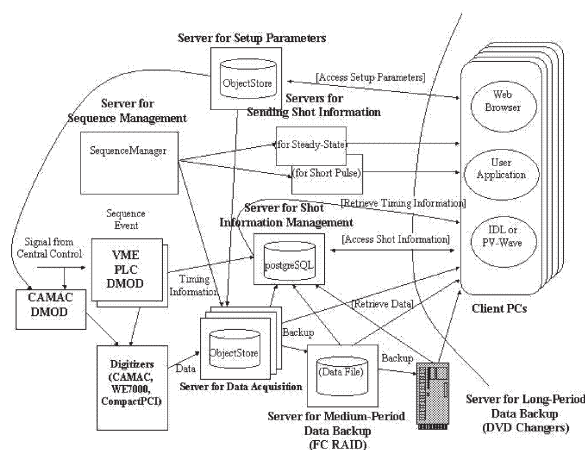 Server for Setup Parameters
ObjectStore
[Access Setup Parameters]
Web
Browser
Server for
Sequence Management
Servers for
Sending Shot Information
SequenceManager
(for Steady-State)
(for Short Pulse)
User
Application
[Retrieve Timing Information]
Sequence
Event
Server for Shot
Information Management
IDL or
PV-Wave
Signal from
Central Control
VME
PLC
DMOD
[Access Shot Information]
postgreSQL
Timing
Information
CAMAC
DMOD
Client PCs
[Retrieve Data]
Digitizers
(CAMAC,
WE7000,
CompactPCI)
Data
ObjectStore
Backup
(Data File)
Backup
Server for Data Acquisition
Server for Medium-Period
Data Backup
(FC RAID)
Server for Long-Period
Data Backup
(DVD Changers)